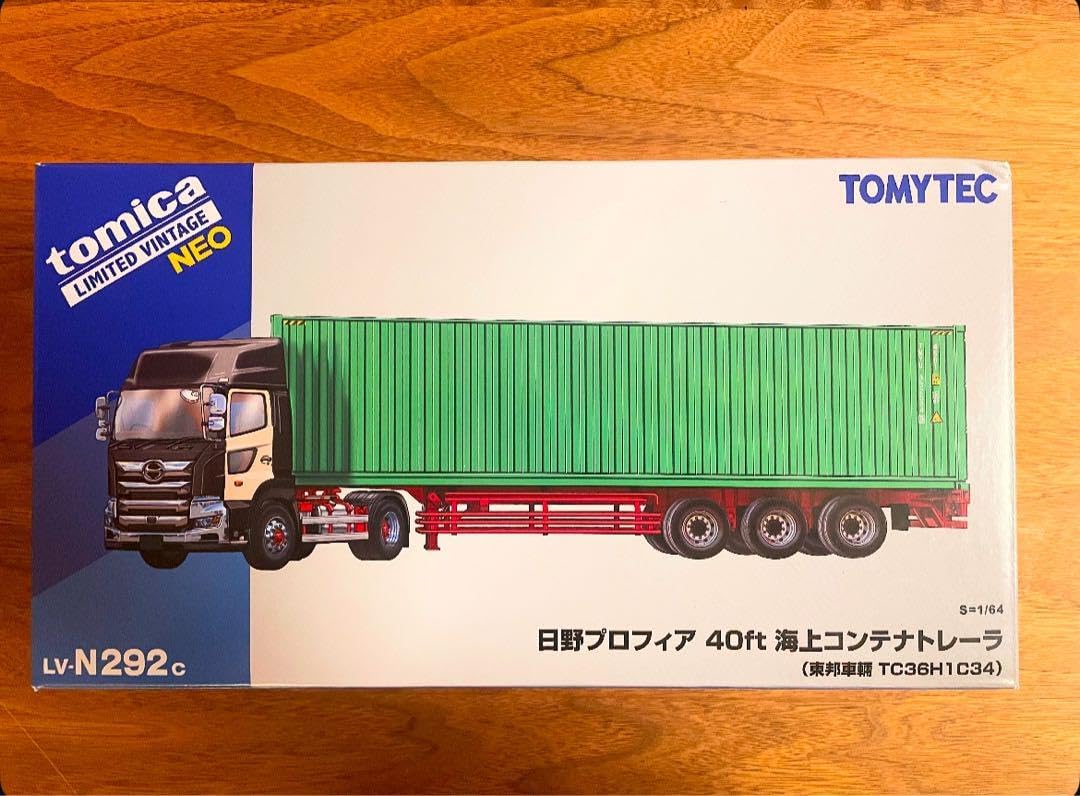 tomica
LIMITED VINTAGE
NEO
TOMYTEC
S=1/64
日野プロフィア 40ft 海上コンテナトレーラ
(東邦車輛 TC36H1C34)
LV-N292c